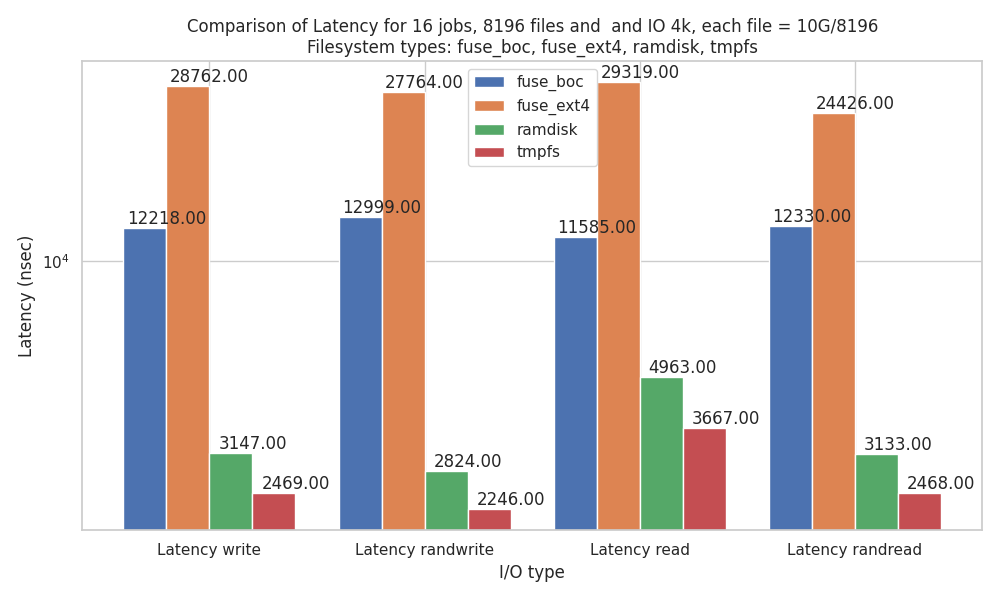 Comparison of Latency for 16 jobs, 8196 files and  and IO 4k, each file = 10G/8196
Filesystem types: fuse_boc, fuse_ext4, ramdisk, tmpfs
fuse_boc
fuse_ext4
ramdisk
tmpfs
28762.00
27764.00
29319.00
24426.00
12218.00
12999.00
11585.00
12330.00
10⁴
4963.00
3667.00
3147.00
2824.00
3133.00
2469.00
2246.00
2468.00
Latency (nsec)
Latency write
Latency randwrite
Latency read
Latency randread
I/O type